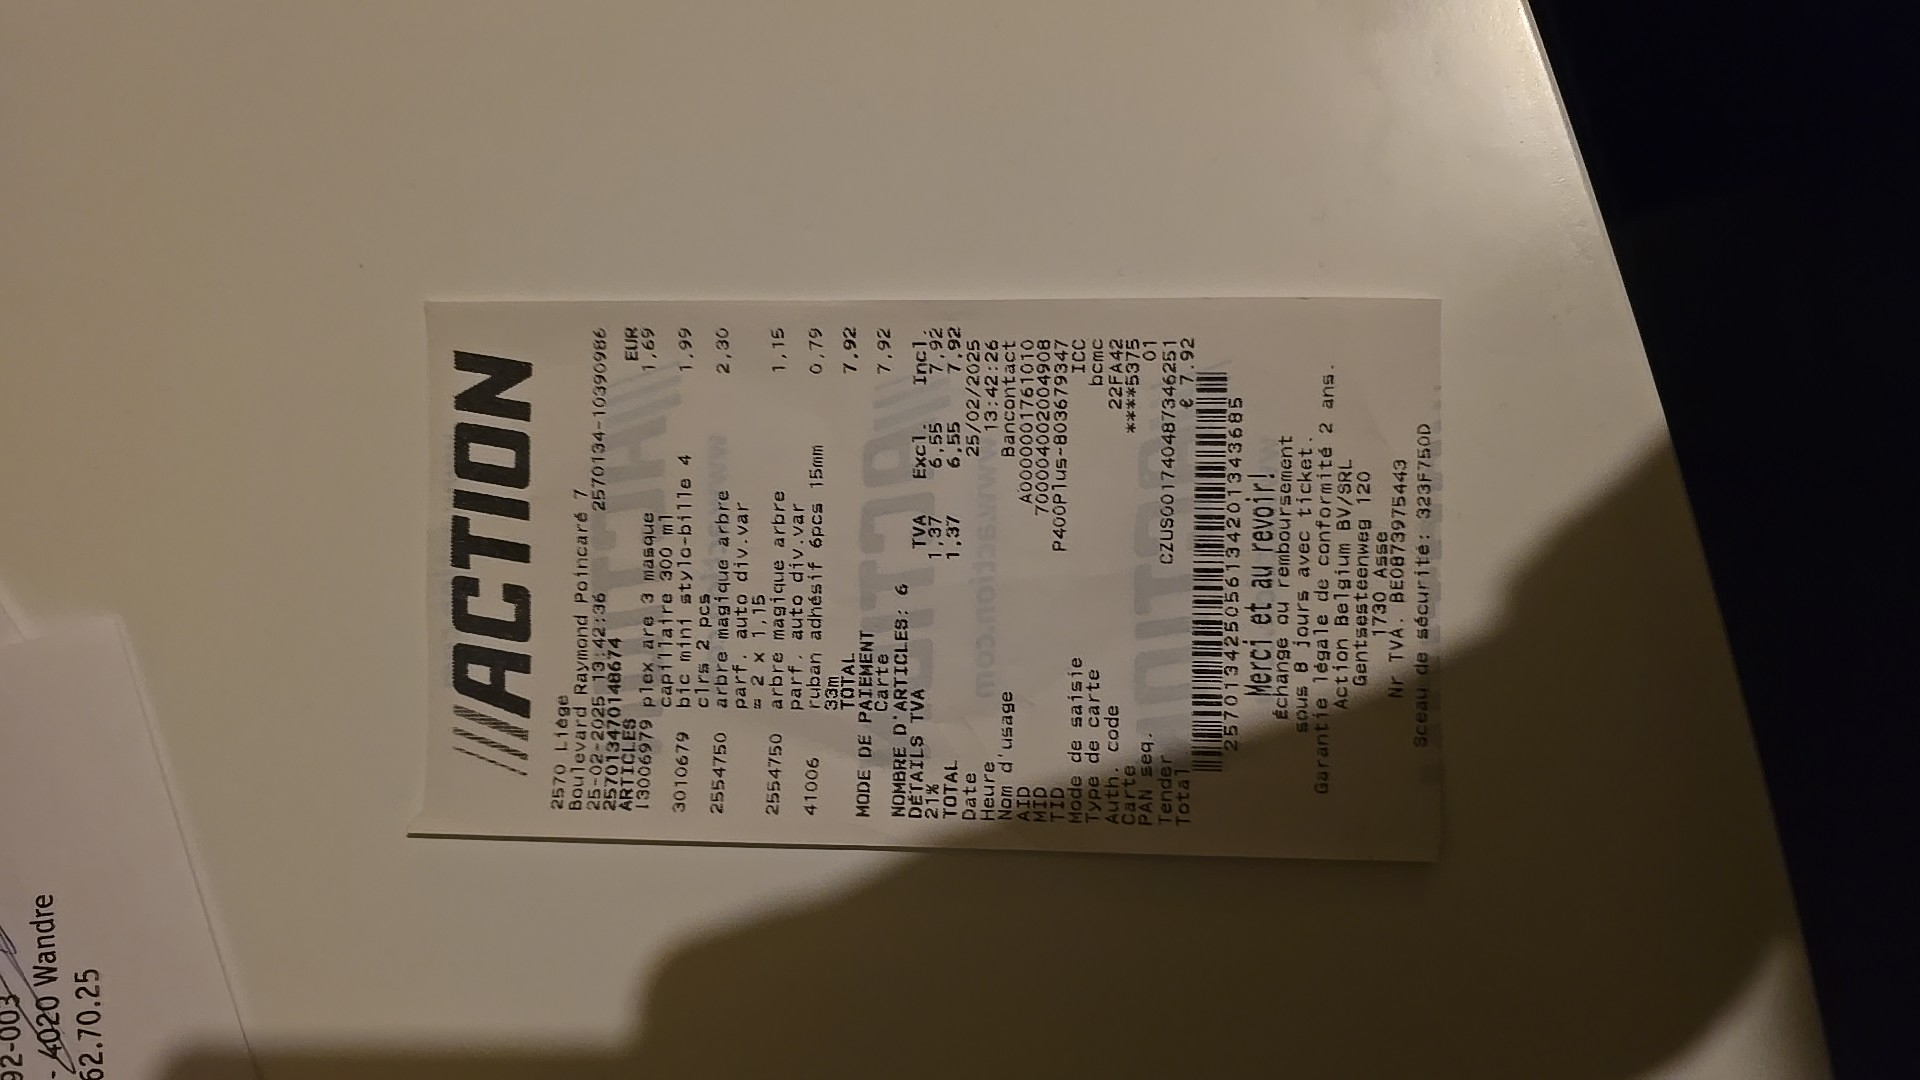 ///ACTION
2570 Liège
Boulevard Raymond Poincaré 7
25-02-2025 13:42:36 2570134-10390986
2570134701148674
ARTICLES EUR
13006979 plex are 3 masque 1,69
capillaire 300 ml
3010679 bic mini stylo-bille 4 1,99
clrs 2 pcs
2554750 arbre magique arbre 2,30
parf. auto div.var
= 2 x 1,15
2554750 arbre magique arbre 1,15
parf. auto div.var
41006 ruban adhésif 6pcs 15mm 0,79
33m
TOTAL 7,92
MODE DE PAIEMENT
Carte 7,92
NOMBRE D'ARTICLES: 6
DÉTAILS TVA TVA Excl. Incl.
21% 1,37 6,55 7,92
TOTAL 1,37 6,55 7,92
Date 25/02/2025
Heure 13:42:26
Nom d'usage Bancontact
AID
MID
TID P400Plus-803679347
Mode de saisie ICC
Type de carte bcmc
Auth. code 22FA42
Carte ****5375
PAN seq. 01
Tender
Total € 7.92
Merci et au revoir!
Échange ou remboursement
sous 8 jours avec ticket.
Garantie légale de conformité 2 ans.
Action Belgium BV/SRL
Gentsesteenweg 120
1730 Asse
Nr TVA. BE0873975443
Sceau de sécurité: 323F750D
92-003
- 4020 Wandre
62.70.25